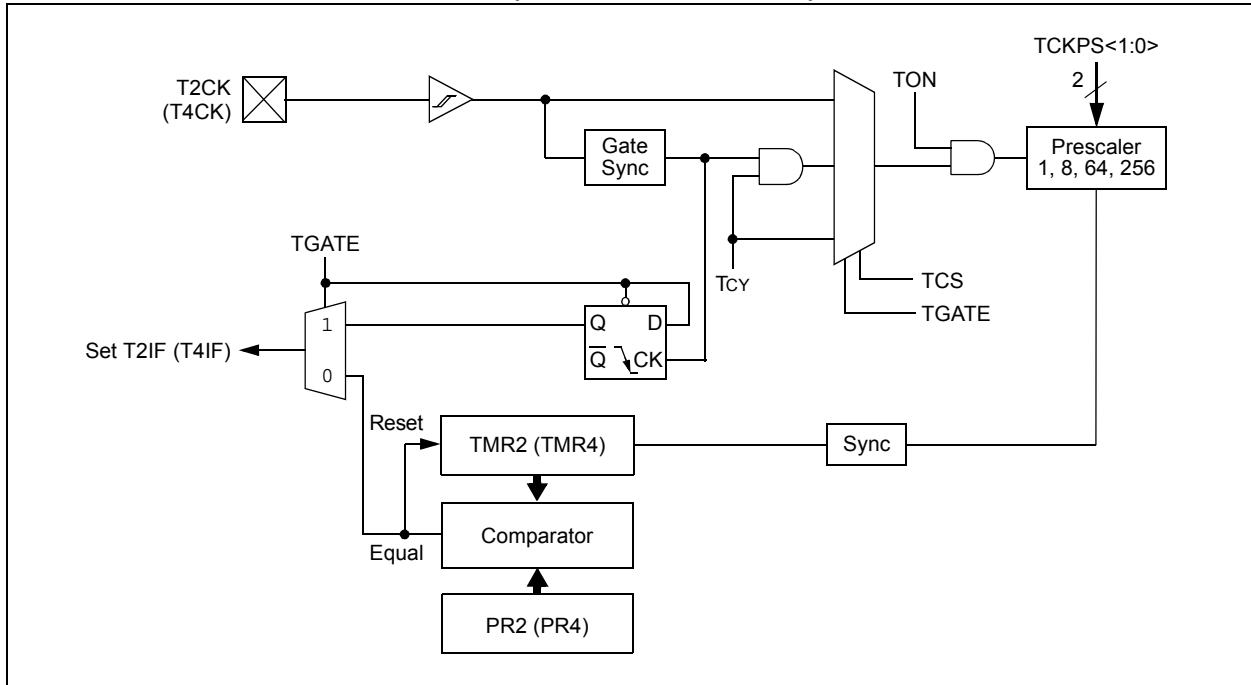 TCKPS<1:0>
2
T2CK
(T4CK)
TON
Gate
Sync
Prescaler
1, 8, 64, 256
TGATE
TCY
TCS
TGATE
1
Q
D
Set T2IF (T4IF)
Q
CK
0
Reset
TMR2 (TMR4)
Sync
Comparator
Equal
PR2 (PR4)